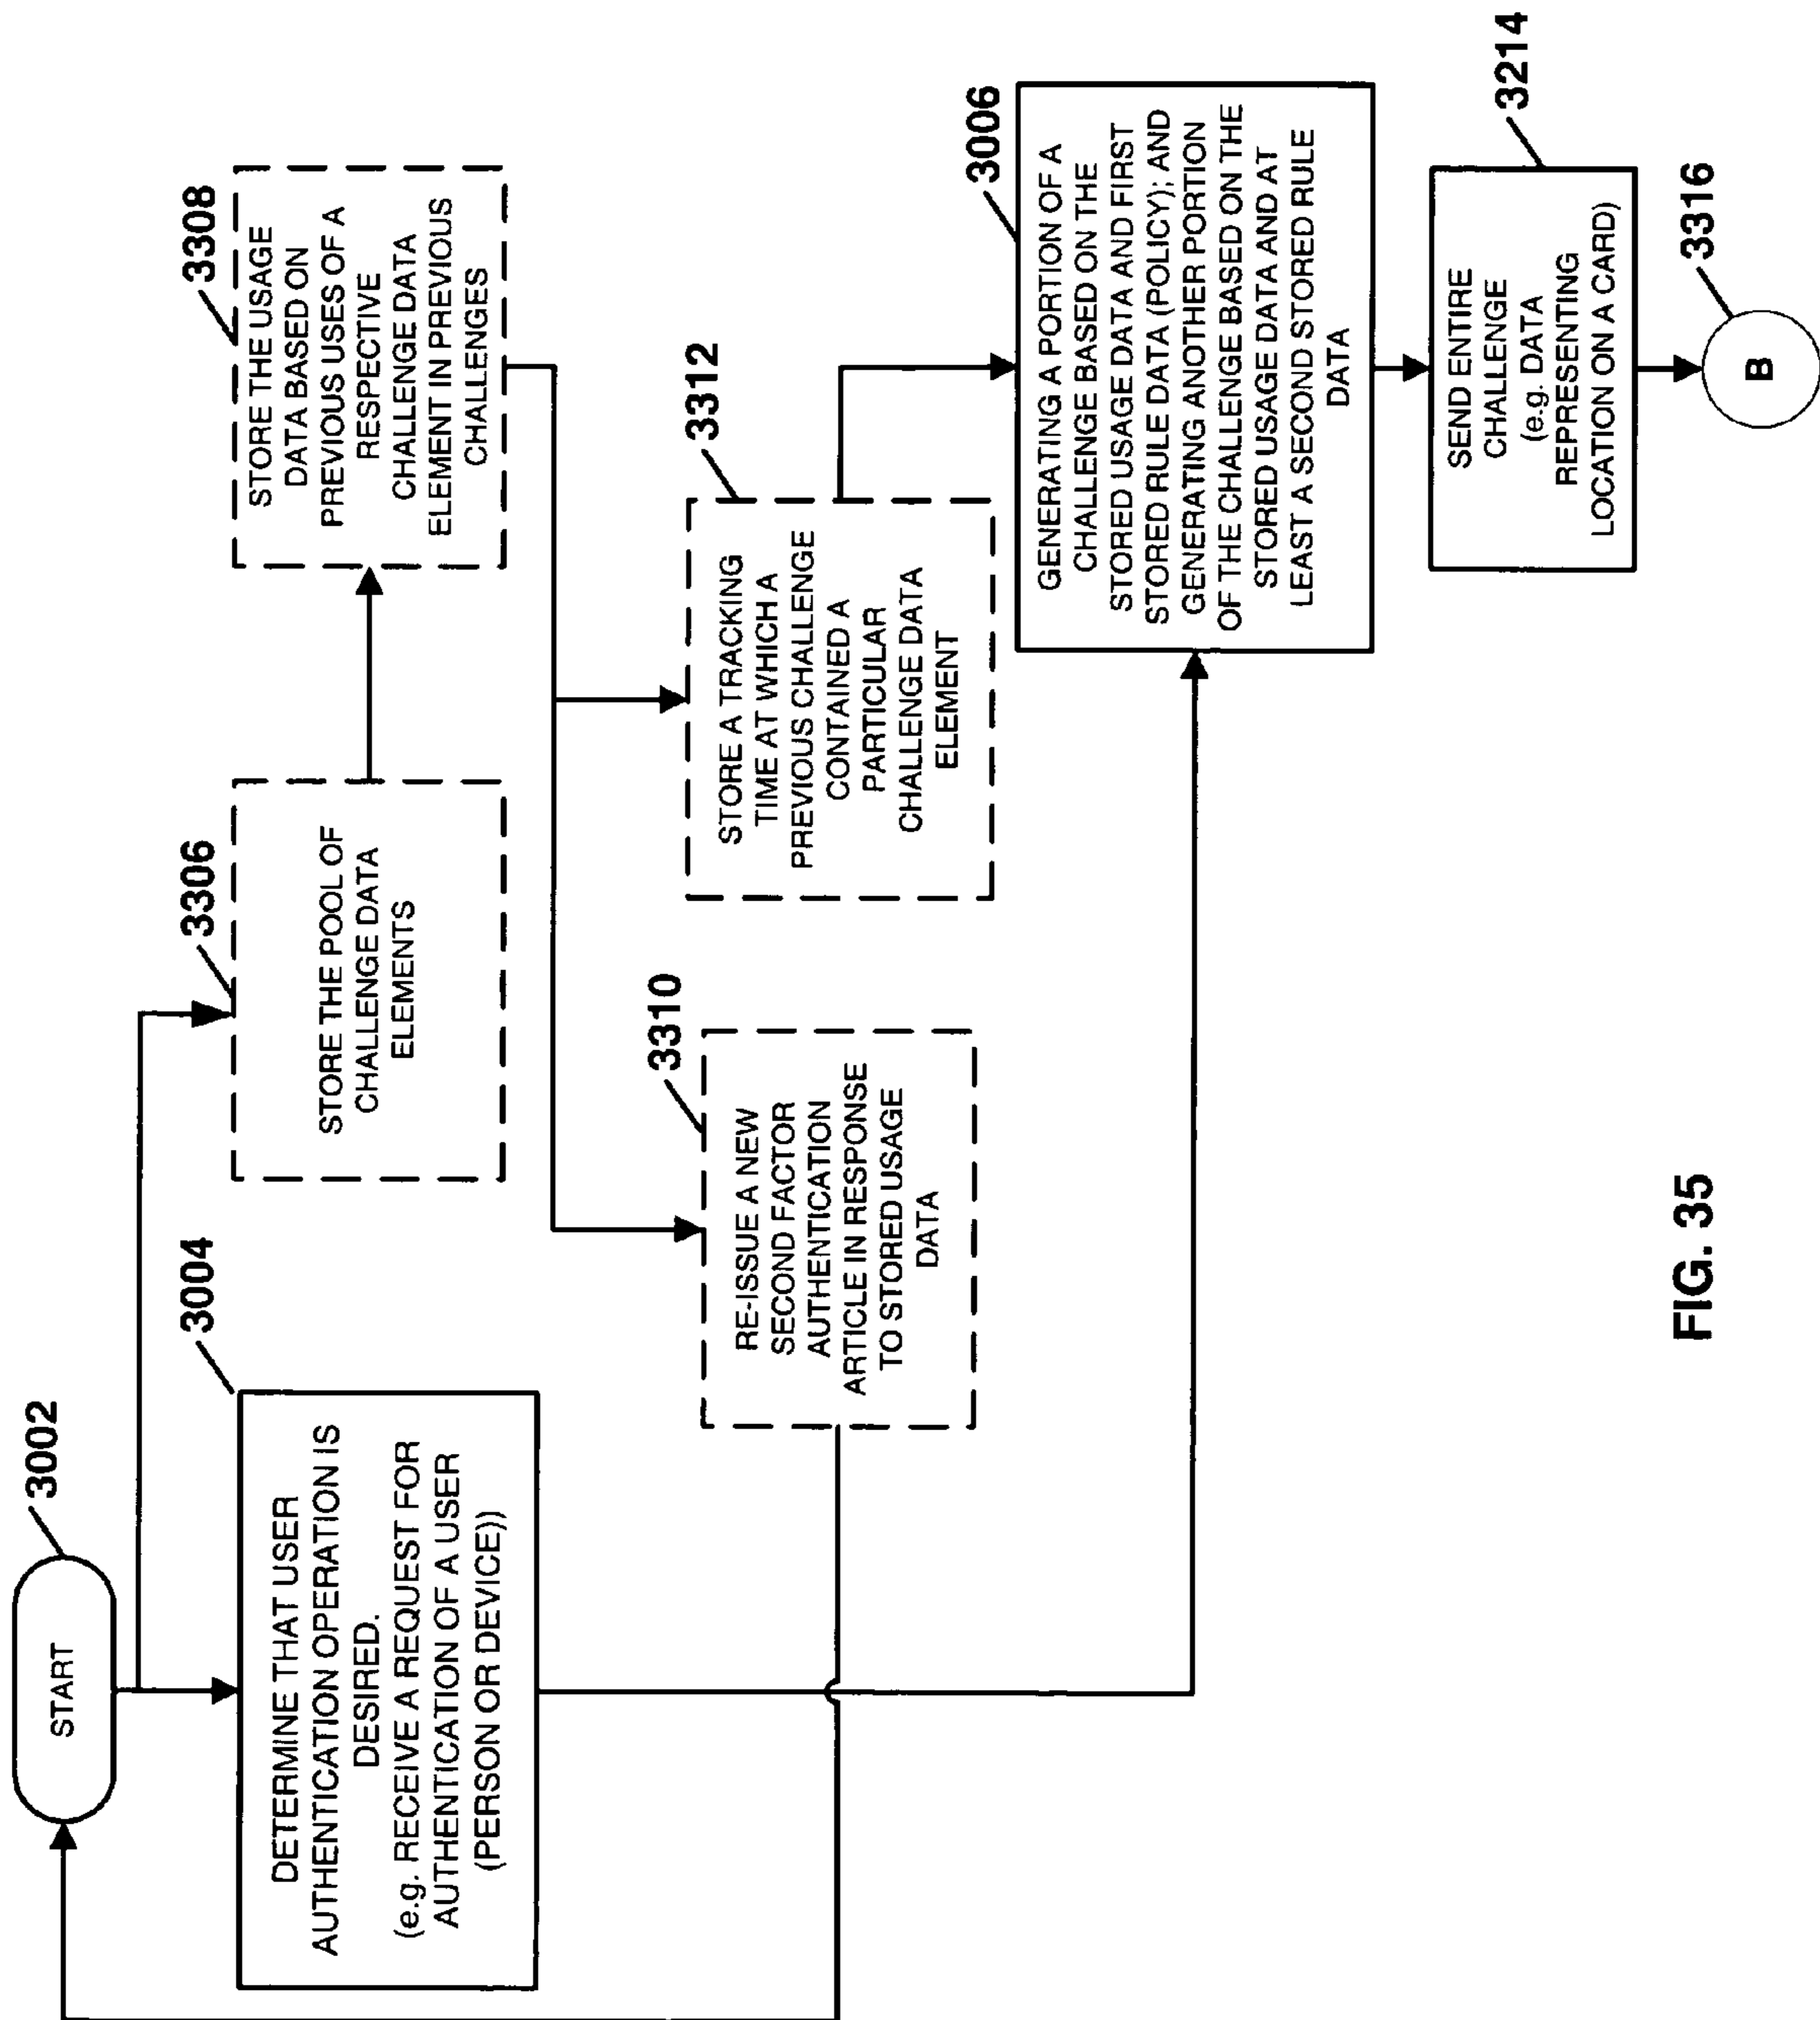 3002
START
3004
DETERMINE THAT USER
AUTHENTICATION OPERATION IS
DESIRED.
(e.g. RECEIVE A REQUEST FOR
AUTHENTICATION OF A USER
(PERSON OR DEVICE))
3306
STORE THE POOL OF
CHALLENGE DATA
ELEMENTS
3308
STORE THE USAGE
DATA BASED ON
PREVIOUS USES OF A
RESPECTIVE
CHALLENGE DATA
ELEMENT IN PREVIOUS
CHALLENGES
3310
RE-ISSUE A NEW
SECOND FACTOR
AUTHENTICATION
ARTICLE IN RESPONSE
TO STORED USAGE
DATA
3312
STORE A TRACKING
TIME AT WHICH A
PREVIOUS CHALLENGE
CONTAINED A
PARTICULAR
CHALLENGE DATA
ELEMENT
3006
GENERATING A PORTION OF A
CHALLENGE BASED ON THE
STORED USAGE DATA AND FIRST
STORED RULE DATA (POLICY); AND
GENERATING ANOTHER PORTION
OF THE CHALLENGE BASED ON THE
STORED USAGE DATA AND AT
LEAST A SECOND STORED RULE
DATA
3214
SEND ENTIRE
CHALLENGE
(e.g. DATA
REPRESENTING
LOCATION ON A CARD)
3316
B
FIG. 35